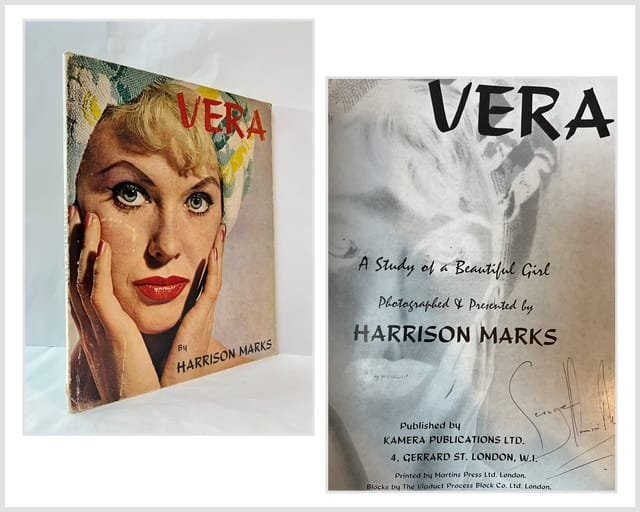 VERA
BY
HARRISON MARKS
VERA
A Study of a Beautiful Girl
Photographed & Presented by
HARRISON MARKS
Published by
KAMERA PUBLICATIONS LTD.
4, GERRARD ST. LONDON, W.I.
Printed by Martins Press Ltd. London.
Blocks by The Viaduct Process Block Co. Ltd. London.